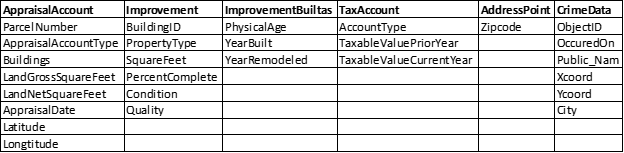 AppraisalAccount Improvement ImprovementBuiltas TaxAccount AddressPoint CrimeData
ParcelNumber BuildingID PhysicalAge AccountType Zipcode ObjectID
AppraisalAccountType PropertyType YearBuilt TaxableValuePriorYear OccuredOn
Buildings SquareFeet YearRemodeled TaxableValueCurrentYear Public_Nam
LandGrossSquareFeet PercentComplete Xcoord
LandNetSquareFeet Condition Ycoord
AppraisalDate Quality City
Latitude
Longtitude